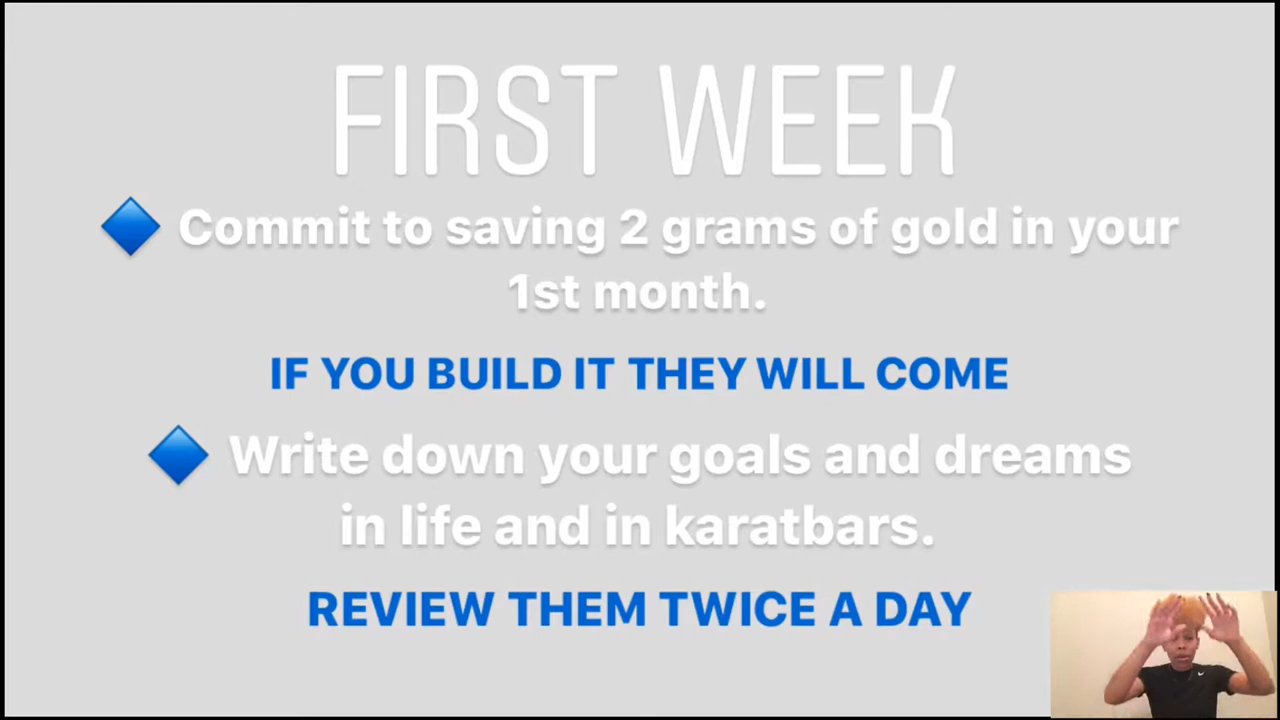 FIRST WEEK
Commit to saving 2 grams of gold in your
1st month.
IF YOU BUILD IT THEY WILL COME
Write down your goals and dreams
in life and in karatbars.
REVIEW THEM TWICE A DAY